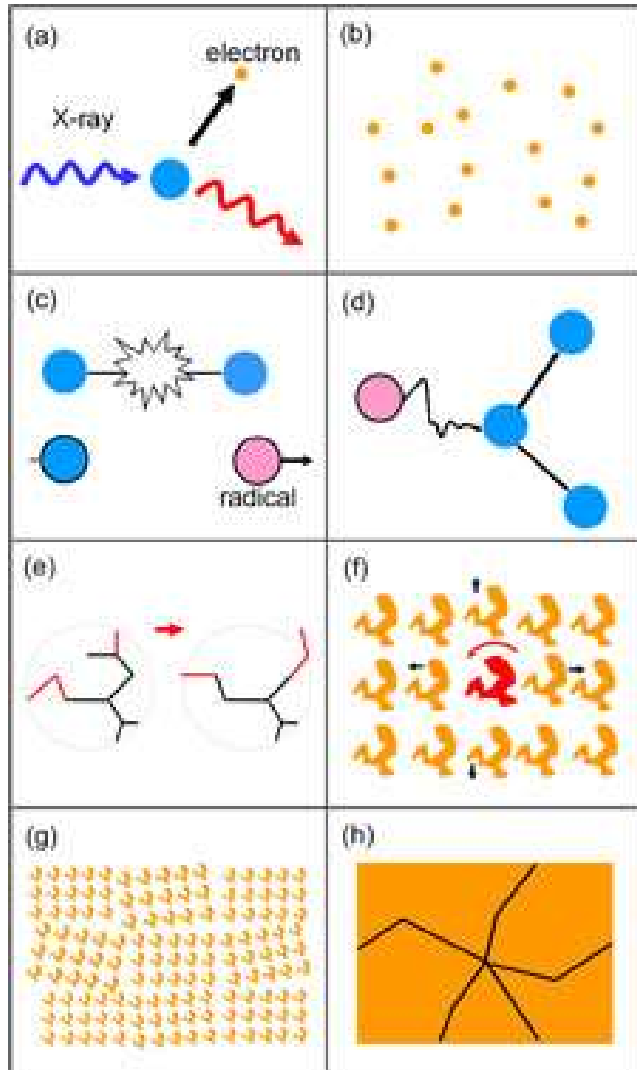 (a)
electron
X-ray
(b)
(c)
radical
(d)
(e)
(f)
(g)
(h)